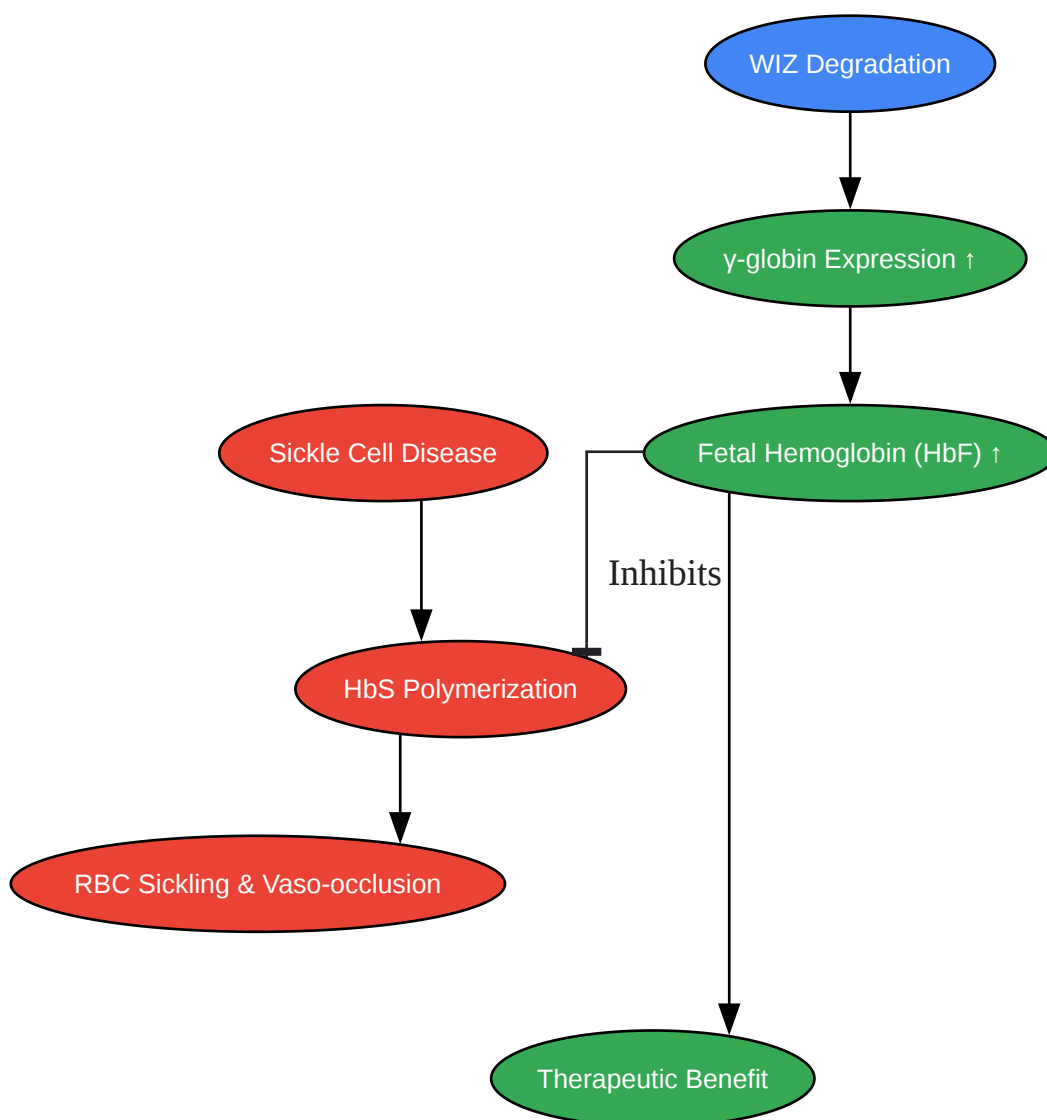 WIZ Degradation
γ-globin Expression ↑
Sickle Cell Disease
Fetal Hemoglobin (HbF) ↑
Inhibits
HbS Polymerization
RBC Sickling & Vaso-occlusion
Therapeutic Benefit